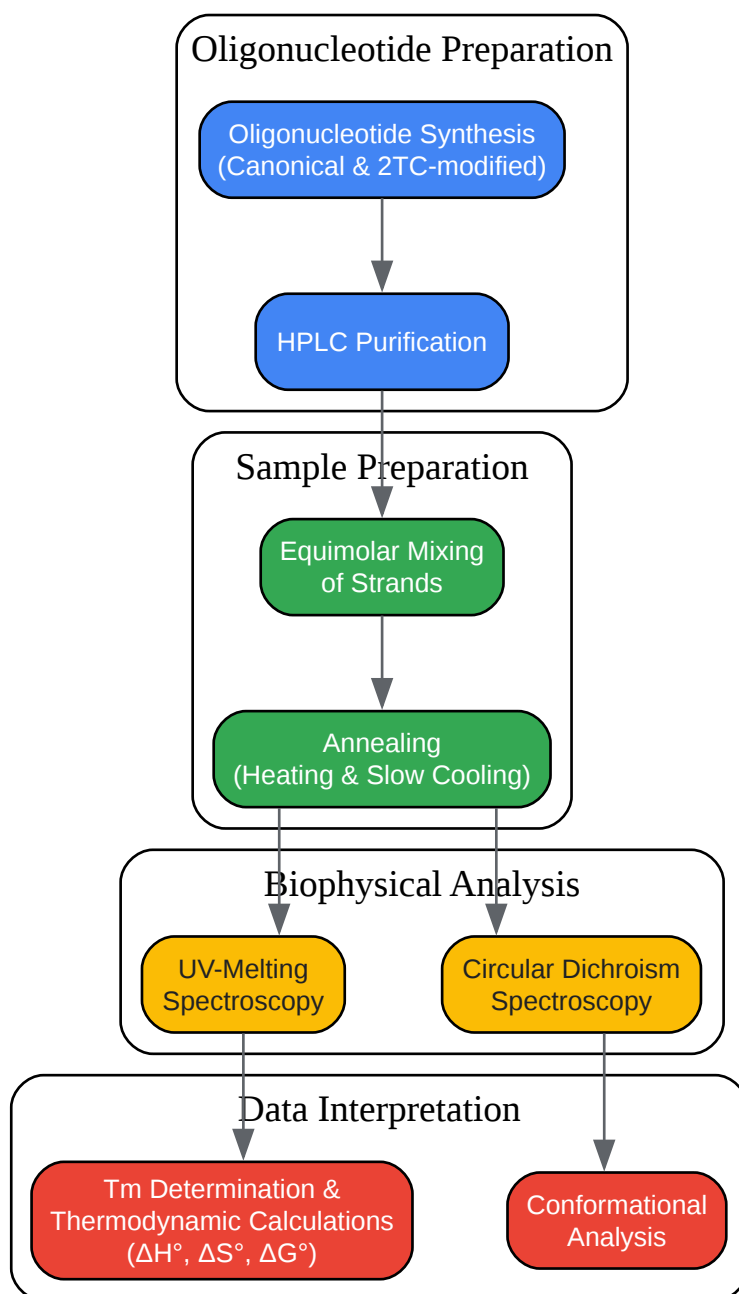 Oligonucleotide Preparation
Oligonucleotide Synthesis
(Canonical & 2TC-modified)
HPLC Purification
Sample Preparation
Equimolar Mixing
of Strands
Annealing
(Heating & Slow Cooling)
Biophysical Analysis
UV-Melting
Spectroscopy
Circular Dichroism
Spectroscopy
Data Interpretation
Tm Determination &
Thermodynamic Calculations
(ΔH°, ΔS°, ΔG°)
Conformational
Analysis